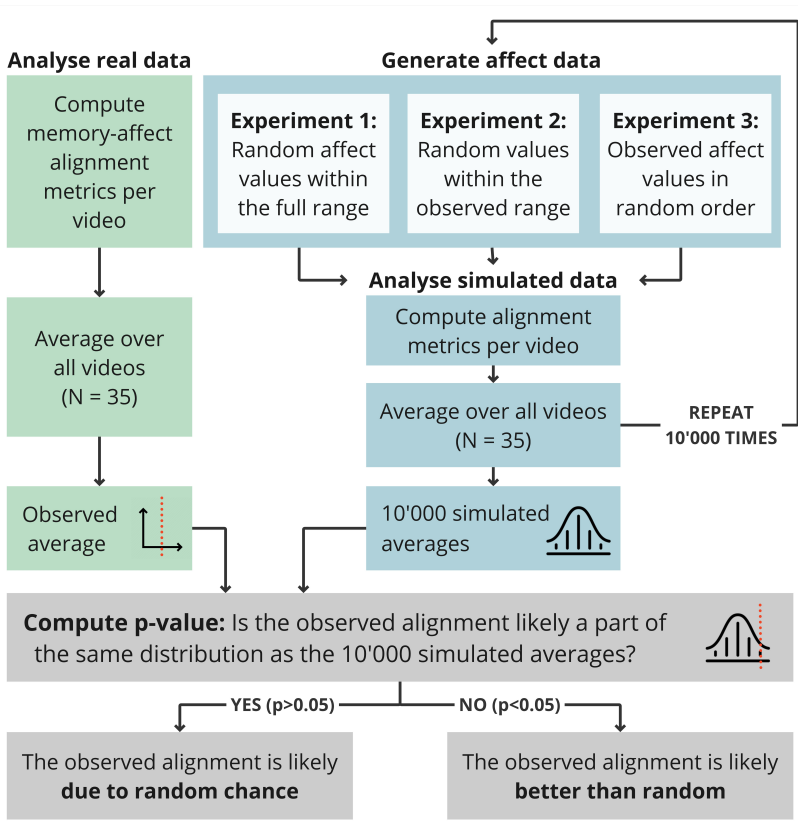 Analyse real data
Compute
memory-affect
alignment
metrics per
video
Average over
all videos
(N = 35)
Observed
average
Generate affect data
Experiment 1:
Random affect
values within
the full range
Experiment 2:
Random values
within the
observed range
Experiment 3:
Observed affect
values in
random order
Analyse simulated data
Compute alignment
metrics per video
Average over all videos
(N = 35)
REPEAT
10'000 TIMES
10'000 simulated
averages
Compute p-value: Is the observed alignment likely a part of
the same distribution as the 10'000 simulated averages?
YES (p>0.05)
NO (p<0.05)
The observed alignment is likely
due to random chance
The observed alignment is likely
better than random